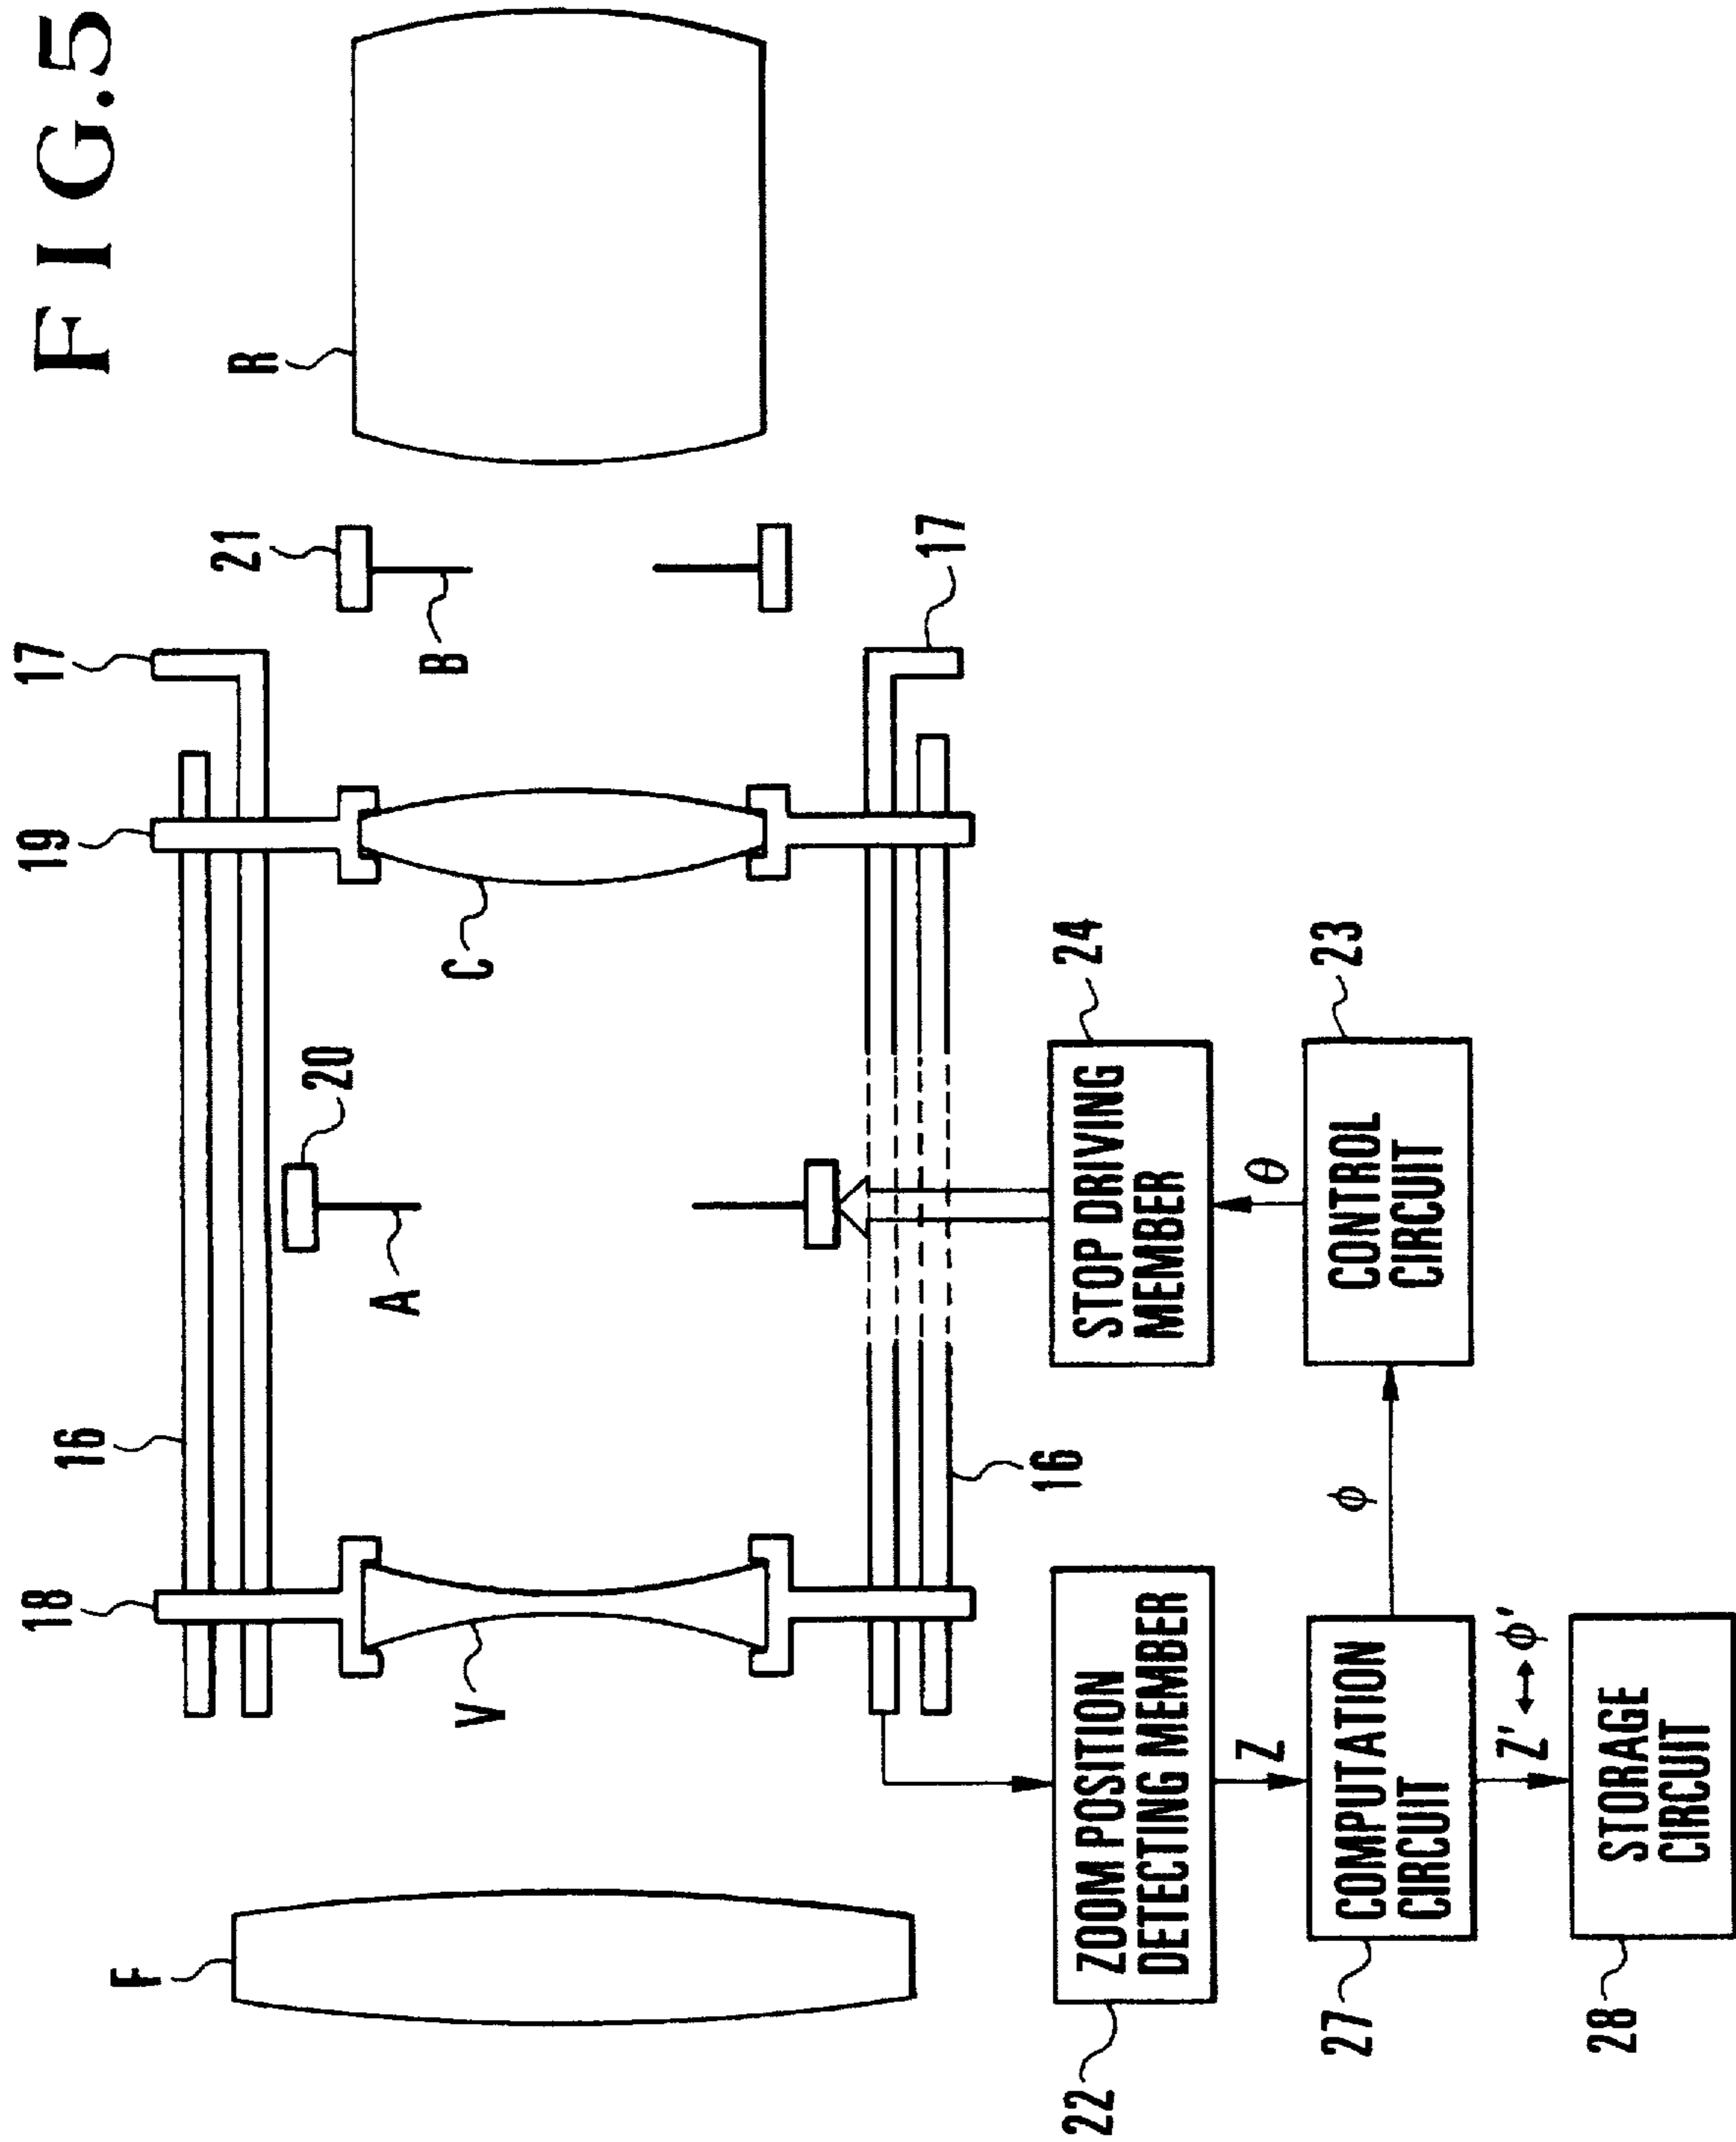 FIG.5
F
V
18
16
A
20
C
19
17
B
21
R
16
17
22
ZOOM POSITION
DETECTING MEMBER
Z
27
COMPUTATION
CIRCUIT
Z' ↔ ϕ'
28
STORAGE
CIRCUIT
ϕ
CONTROL
CIRCUIT
23
θ
STOP DRIVING
MEMBER
24